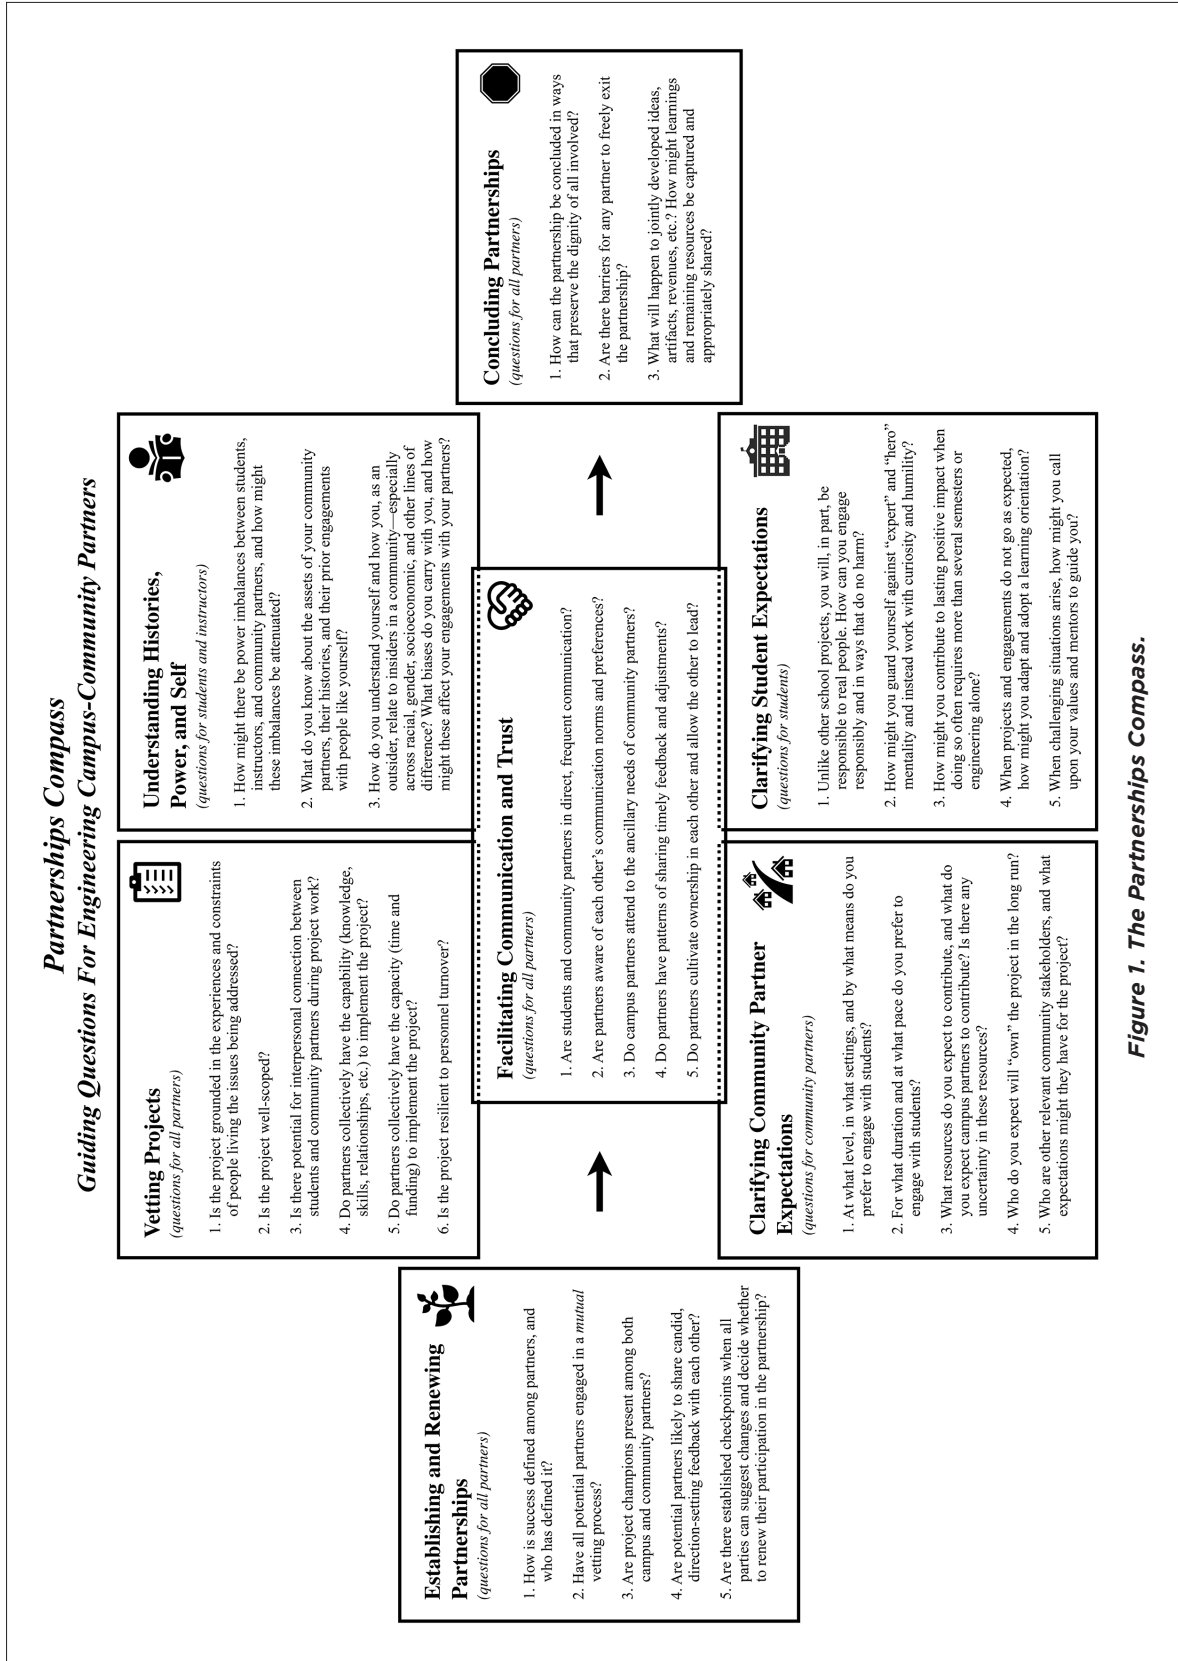 Partnerships Compass
Guiding Questions For Engineering Campus-Community Partners
Establishing and Renewing
Partnerships
(questions for all partners)
1. How is success defined among partners, and
who has defined it?
2. Have all potential partners engaged in a mutual
vetting process?
3. Are project champions present among both
campus and community partners?
4. Are potential partners likely to share candid,
direction-setting feedback with each other?
5. Are there established checkpoints when all
parties can suggest changes and decide whether
to renew their participation in the partnership?
Vetting Projects
(questions for all partners)
1. Is the project grounded in the experiences and constraints
of people living the issues being addressed?
2. Is the project well-scoped?
3. Is there potential for interpersonal connection between
students and community partners during project work?
4. Do partners collectively have the capability (knowledge,
skills, relationships, etc.) to implement the project?
5. Do partners collectively have the capacity (time and
funding) to implement the project?
6. Is the project resilient to personnel turnover?
Understanding Histories,
Power, and Self
(questions for students and instructors)
1. How might there be power imbalances between students,
instructors, and community partners, and how might
these imbalances be attenuated?
2. What do you know about the assets of your community
partners, their histories, and their prior engagements
with people like yourself?
3. How do you understand yourself and how you, as an
outsider, relate to insiders in a community—especially
across racial, gender, socioeconomic, and other lines of
difference? What biases do you carry with you, and how
might these affect your engagements with your partners?
Facilitating Communication and Trust
(questions for all partners)
1. Are students and community partners in direct, frequent communication?
2. Are partners aware of each other’s communication norms and preferences?
3. Do campus partners attend to the ancillary needs of community partners?
4. Do partners have patterns of sharing timely feedback and adjustments?
5. Do partners cultivate ownership in each other and allow the other to lead?
Clarifying Community Partner
Expectations
(questions for community partners)
1. At what level, in what settings, and by what means do you
prefer to engage with students?
2. For what duration and at what pace do you prefer to
engage with students?
3. What resources do you expect to contribute, and what do
you expect campus partners to contribute? Is there any
uncertainty in these resources?
4. Who do you expect will “own” the project in the long run?
5. Who are other relevant community stakeholders, and what
expectations might they have for the project?
Clarifying Student Expectations
(questions for students)
1. Unlike other school projects, you will, in part, be
responsible to real people. How can you engage
responsibly and in ways that do no harm?
2. How might you guard yourself against “expert” and “hero”
mentality and instead work with curiosity and humility?
3. How might you contribute to lasting positive impact when
doing so often requires more than several semesters or
engineering alone?
4. When projects and engagements do not go as expected,
how might you adapt and adopt a learning orientation?
5. When challenging situations arise, how might you call
upon your values and mentors to guide you?
Concluding Partnerships
(questions for all partners)
1. How can the partnership be concluded in ways
that preserve the dignity of all involved?
2. Are there barriers for any partner to freely exit
the partnership?
3. What will happen to jointly developed ideas,
artifacts, revenues, etc.? How might learnings
and remaining resources be captured and
appropriately shared?
Figure 1. The Partnerships Compass.